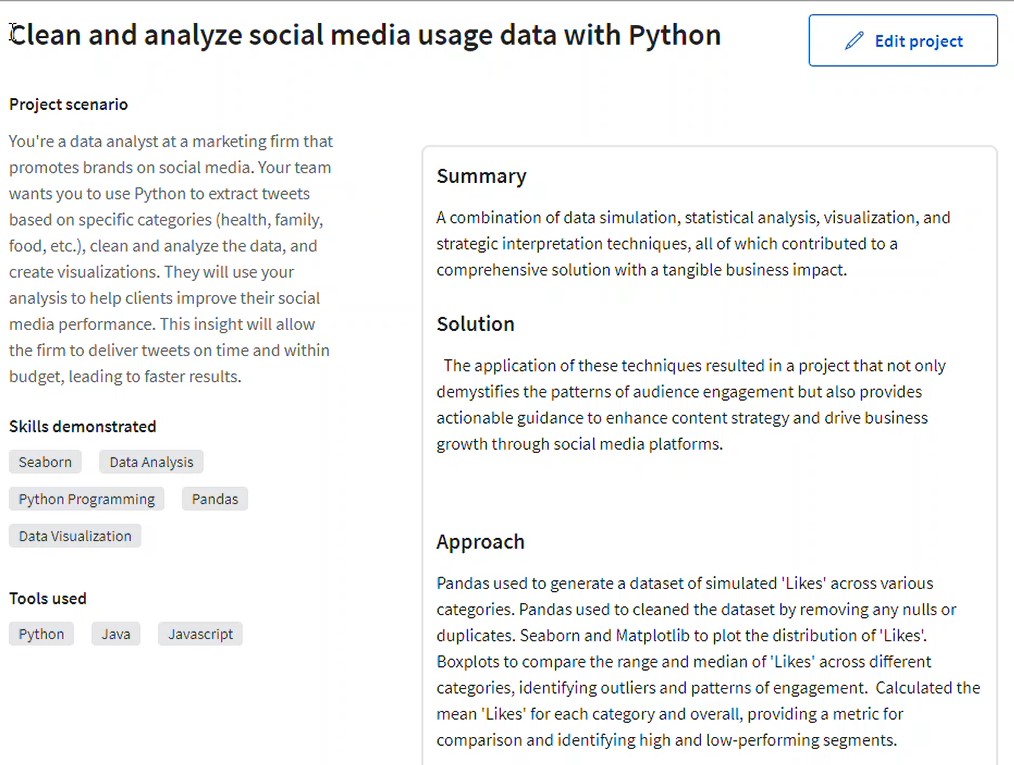 Clean and analyze social media usage data with Python
Edit project
Project scenario
You're a data analyst at a marketing firm that
promotes brands on social media. Your team
wants you to use Python to extract tweets
based on specific categories (health, family,
food, etc.), clean and analyze the data, and
create visualizations. They will use your
analysis to help clients improve their social
media performance. This insight will allow
the firm to deliver tweets on time and within
budget, leading to faster results.
Skills demonstrated
Seaborn
Data Analysis
Python Programming
Pandas
Data Visualization
Tools used
Python
Java
Javascript
Summary
A combination of data simulation, statistical analysis, visualization, and
strategic interpretation techniques, all of which contributed to a
comprehensive solution with a tangible business impact.
Solution
The application of these techniques resulted in a project that not only
demystifies the patterns of audience engagement but also provides
actionable guidance to enhance content strategy and drive business
growth through social media platforms.
Approach
Pandas used to generate a dataset of simulated 'Likes' across various
categories. Pandas used to cleaned the dataset by removing any nulls or
duplicates. Seaborn and Matplotlib to plot the distribution of 'Likes'.
Boxplots to compare the range and median of 'Likes' across different
categories, identifying outliers and patterns of engagement.  Calculated the
mean 'Likes' for each category and overall, providing a metric for
comparison and identifying high and low-performing segments.